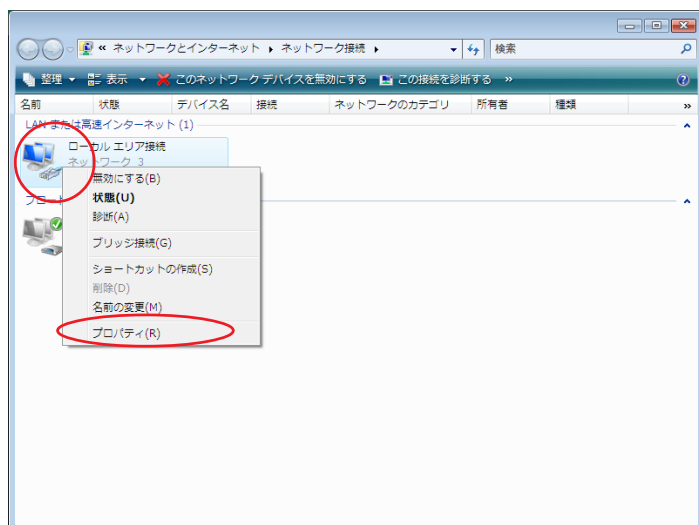 « ネットワークとインターネット ▸ ネットワーク接続 ▸ 検索
整理 ▼ 表示 ▼ このネットワーク デバイスを無効にする この接続を診断する »
名前 状態 デバイス名 接続 ネットワークのカテゴリ 所有者 種類 »
LAN または高速インターネット (1)
ローカル エリア接続
ネットワーク 3
無効にする(B)
状態(U)
診断(A)
ブリッジ接続(G)
ショートカットの作成(S)
削除(D)
名前の変更(M)
プロパティ(R)